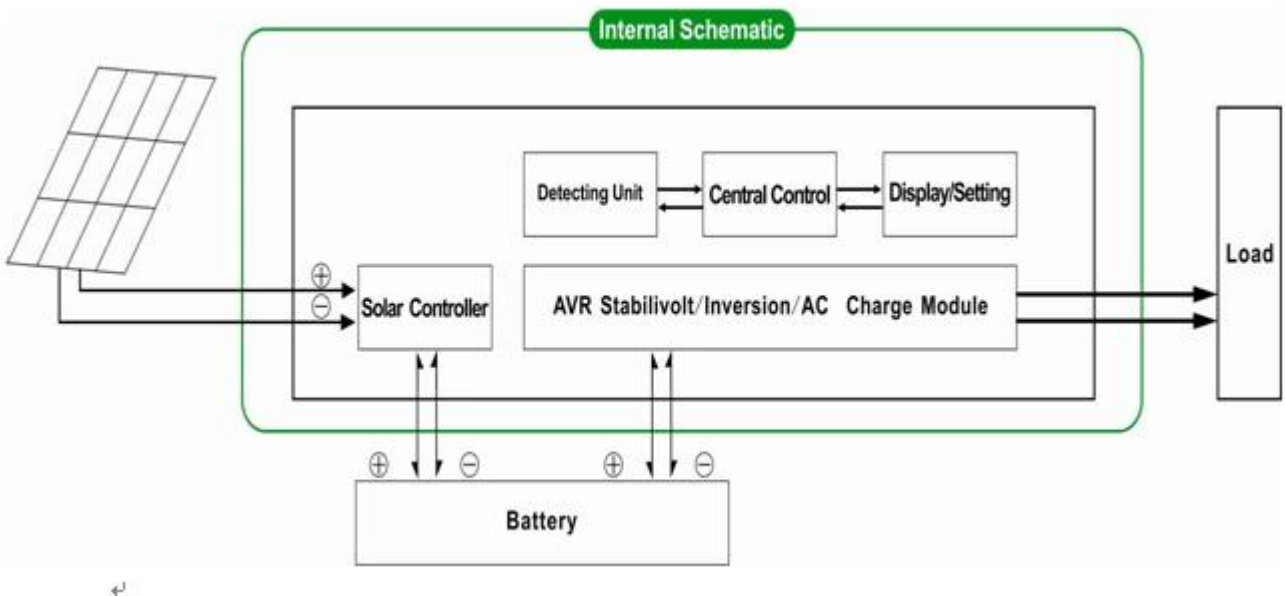 Internal Schematic
Detecting Unit
Central Control
Display/Setting
Load
⊕
⊖
Solar Controller
AVR Stabilivolt/Inversion/AC Charge Module
⊕ ⊖ ⊕ ⊖
Battery